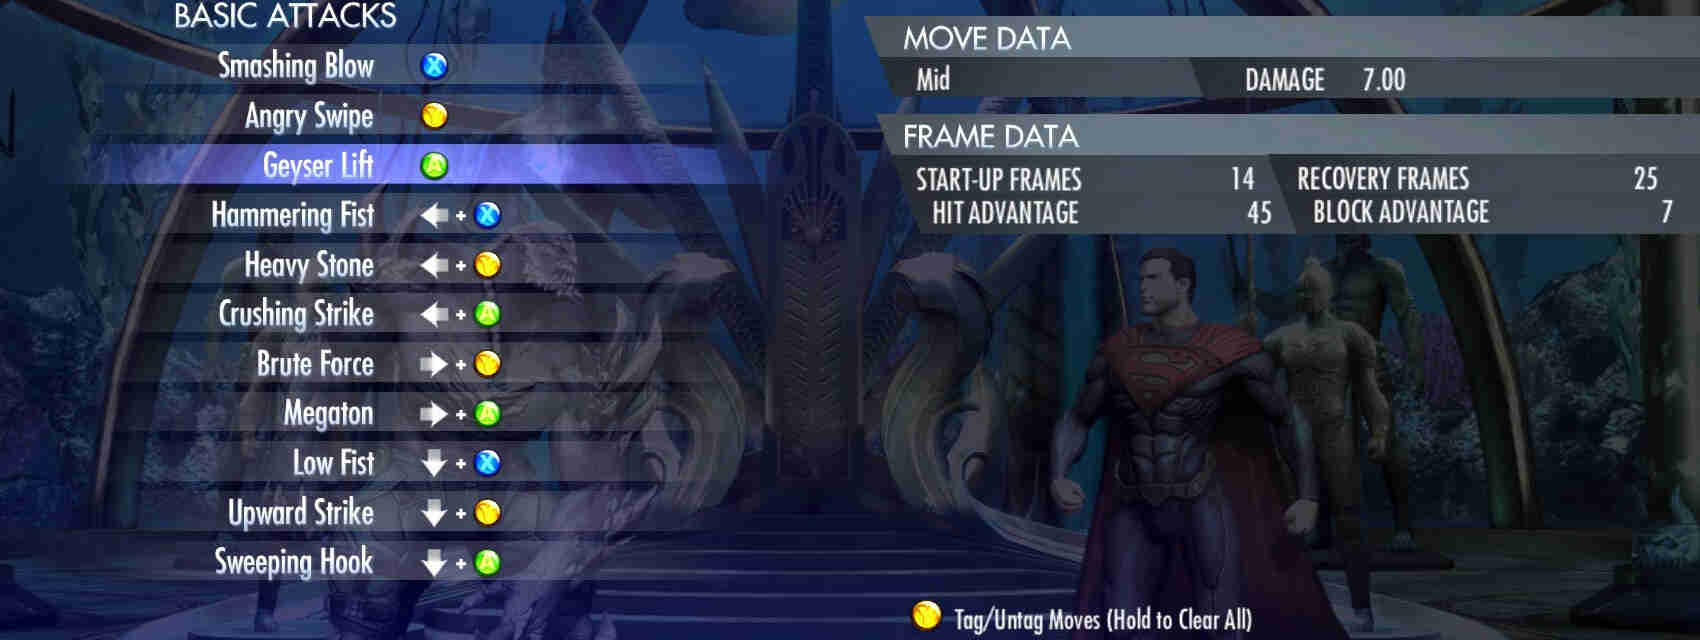 BASIC ATTACKS
Smashing Blow X
Angry Swipe Y
Geyser Lift A
Hammering Fist + X
Heavy Stone + Y
Crushing Strike + A
Brute Force + Y
Megaton + A
Low Fist + X
Upward Strike + Y
Sweeping Hook + A
MOVE DATA
Mid DAMAGE 7.00
FRAME DATA
START-UP FRAMES 14 RECOVERY FRAMES 25
HIT ADVANTAGE 45 BLOCK ADVANTAGE 7
Y Tag/Untag Moves (Hold to Clear All)